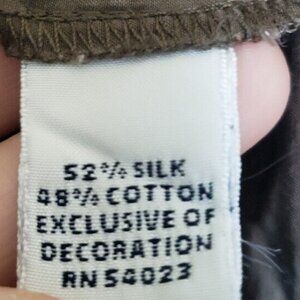 52% SILK
48% COTTON
EXCLUSIVE OF
DECORATION
RN 54023